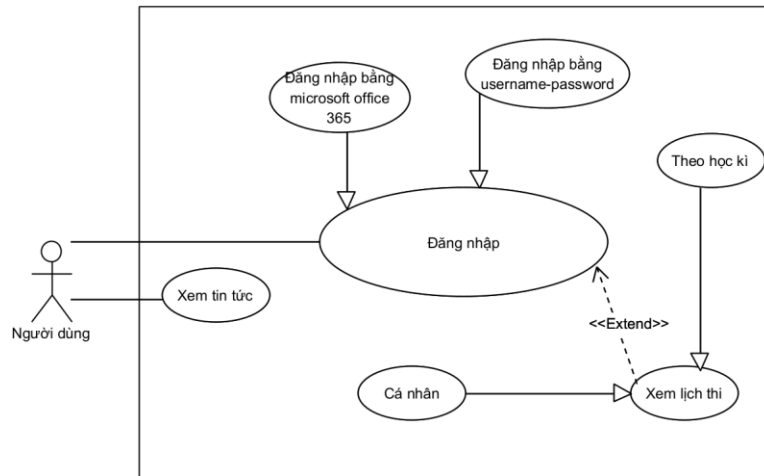 Đăng nhập bằng
microsoft office
365
Đăng nhập bằng
username-password
Theo học kì
Đăng nhập
Xem tin tức
Người dùng
<<Extend>>
Cá nhân
Xem lịch thi